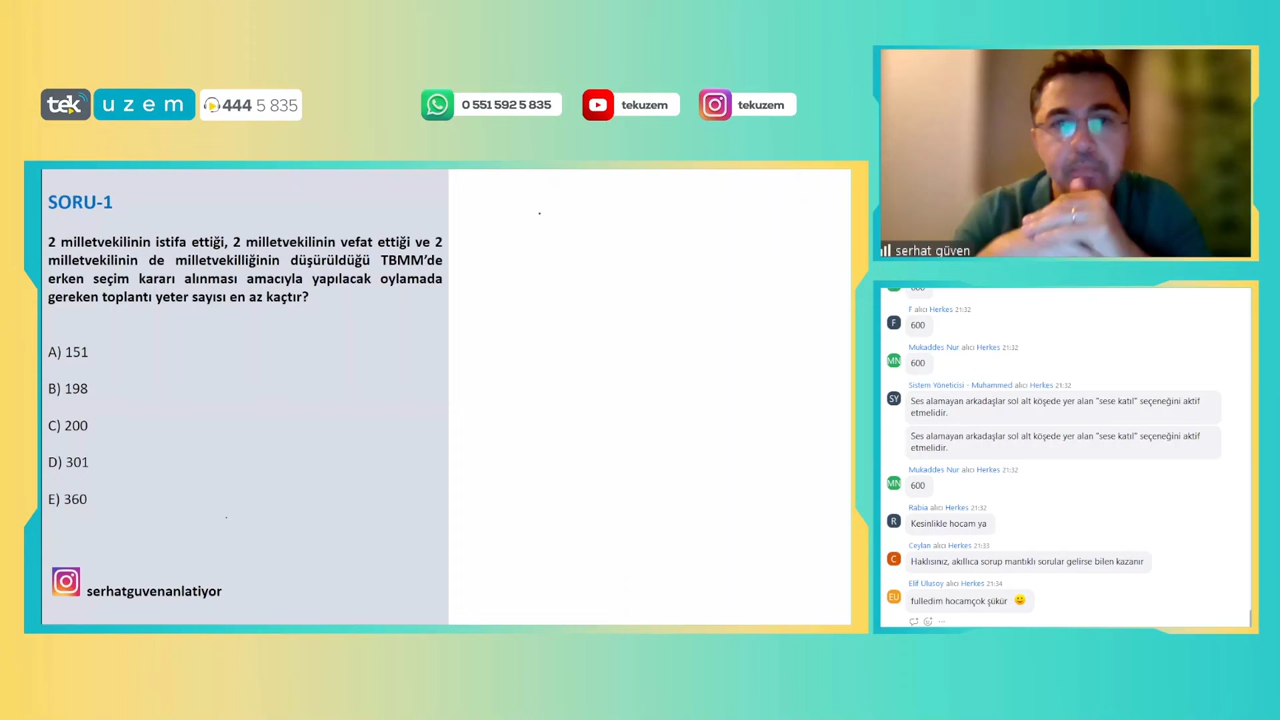 tek uzem 444 5 835
0 551 592 5 835
tekuzem
tekuzem
SORU-1
2 milletvekilinin istifa ettiği, 2 milletvekilinin vefat ettiği ve 2
milletvekilinin de milletvekilliğinin düşürüldüğü TBMM'de
erken seçim kararı alınması amacıyla yapılacak oylamada
gereken toplantı yeter sayısı en az kaçtır?
A) 151
B) 198
C) 200
D) 301
E) 360
serhatguvenanlatiyor
serhat güven
600
F alıcı Herkes 21:32
F
600
Mukaddes Nur alıcı Herkes 21:32
MN
600
Sistem Yöneticisi - Muhammed alıcı Herkes 21:32
SY
Ses alamayan arkadaşlar sol alt köşede yer alan "sese katıl" seçeneğini aktif
etmelidir.
Ses alamayan arkadaşlar sol alt köşede yer alan "sese katıl" seçeneğini aktif
etmelidir.
Mukaddes Nur alıcı Herkes 21:32
MN
600
Rabia alıcı Herkes 21:32
R
Kesinlikle hocam ya
Ceylan alıcı Herkes 21:33
C
Haklısınız, akıllıca sorup mantıklı sorular gelirse bilen kazanır
Elif Ulusoy alıcı Herkes 21:34
EU
fulledim hocamçok şükür